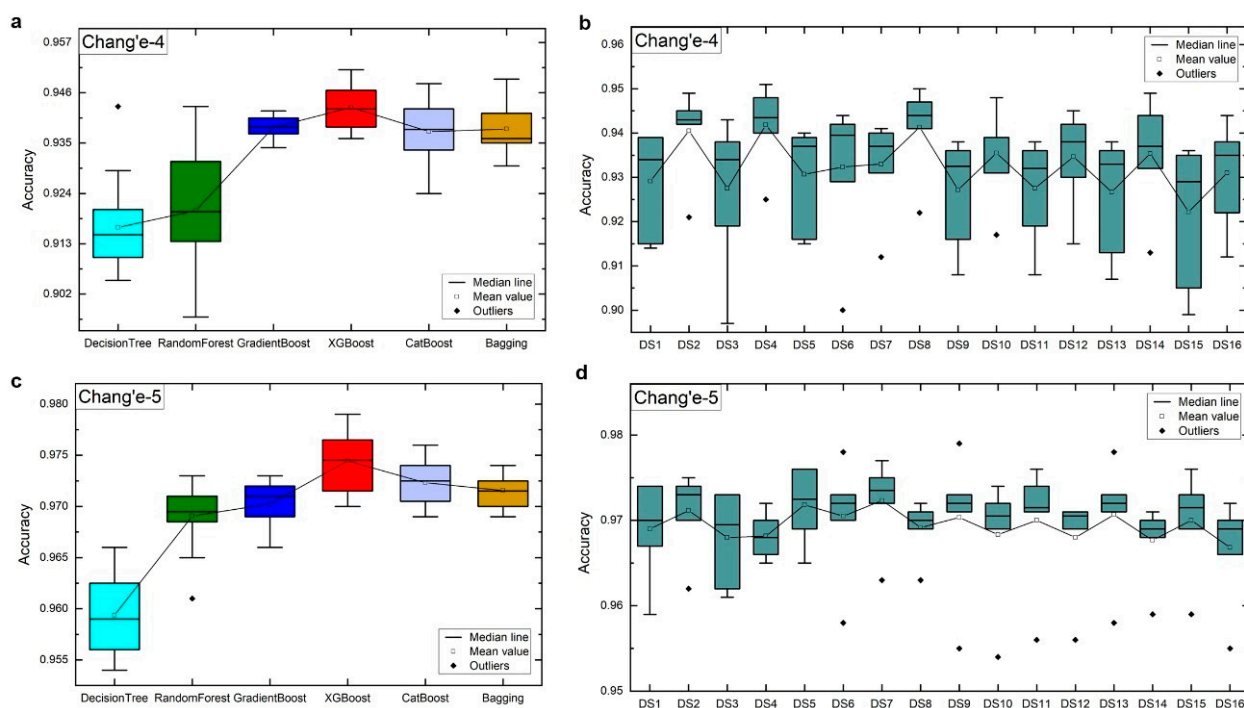 a
Chang'e-4
0.957
0.946
0.935
0.924
0.913
0.902
Accuracy
Median line
Mean value
Outliers
DecisionTree RandomForest GradientBoost XGBoost CatBoost Bagging
b
Chang'e-4
0.96
0.95
0.94
0.93
0.92
0.91
0.90
Accuracy
Median line
Mean value
Outliers
DS1 DS2 DS3 DS4 DS5 DS6 DS7 DS8 DS9 DS10 DS11 DS12 DS13 DS14 DS15 DS16
c
Chang'e-5
0.980
0.975
0.970
0.965
0.960
0.955
Accuracy
Median line
Mean value
Outliers
DecisionTree RandomForest GradientBoost XGBoost CatBoost Bagging
d
Chang'e-5
0.98
0.97
0.96
0.95
Accuracy
Median line
Mean value
Outliers
DS1 DS2 DS3 DS4 DS5 DS6 DS7 DS8 DS9 DS10 DS11 DS12 DS13 DS14 DS15 DS16